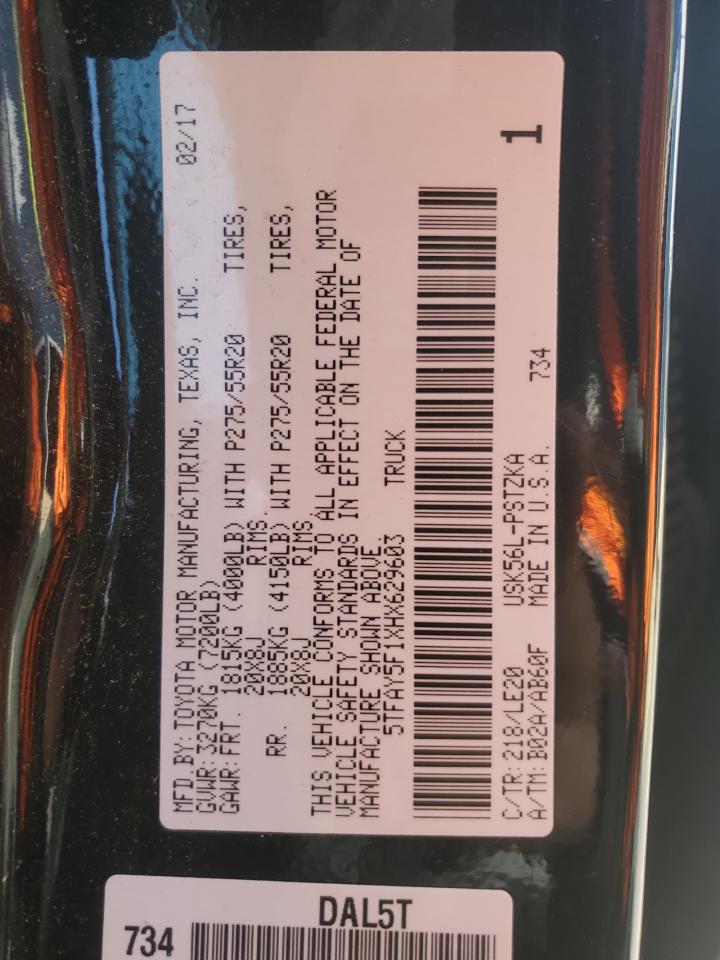 MFD.BY:TOYOTA MOTOR MANUFACTURING, TEXAS, INC. 02/17
GVWR:3270KG (7200LB)
GAWR:FRT. 1815KG (4000LB) WITH P275/55R20 TIRES,
20X8J RIMS
RR. 1885KG (4150LB) WITH P275/55R20 TIRES,
20X8J RIMS
THIS VEHICLE CONFORMS TO ALL APPLICABLE FEDERAL MOTOR
VEHICLE SAFETY STANDARDS IN EFFECT ON THE DATE OF
MANUFACTURE SHOWN ABOVE
5TFAY5F1XHX629603 TRUCK
C/TR:218/LE20 USK56L-PSTZKA 734
A/TM:B02A/AB60F MADE IN U.S.A.
1
DAL5T
734